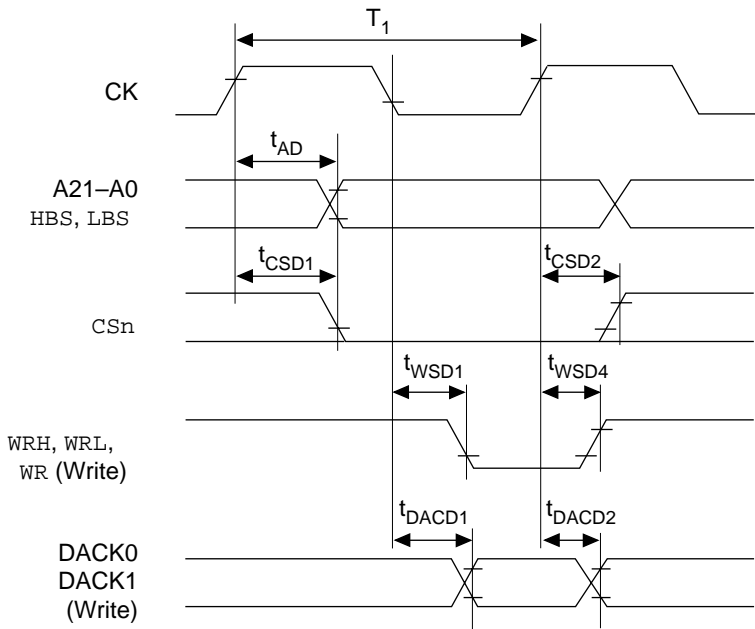 T1
CK
tAD
A21–A0
HBS, LBS
tCSD1
tCSD2
CSn
tWSD1
tWSD4
WRH, WRL,
WR (Write)
tDACD1
tDACD2
DACK0
DACK1
(Write)